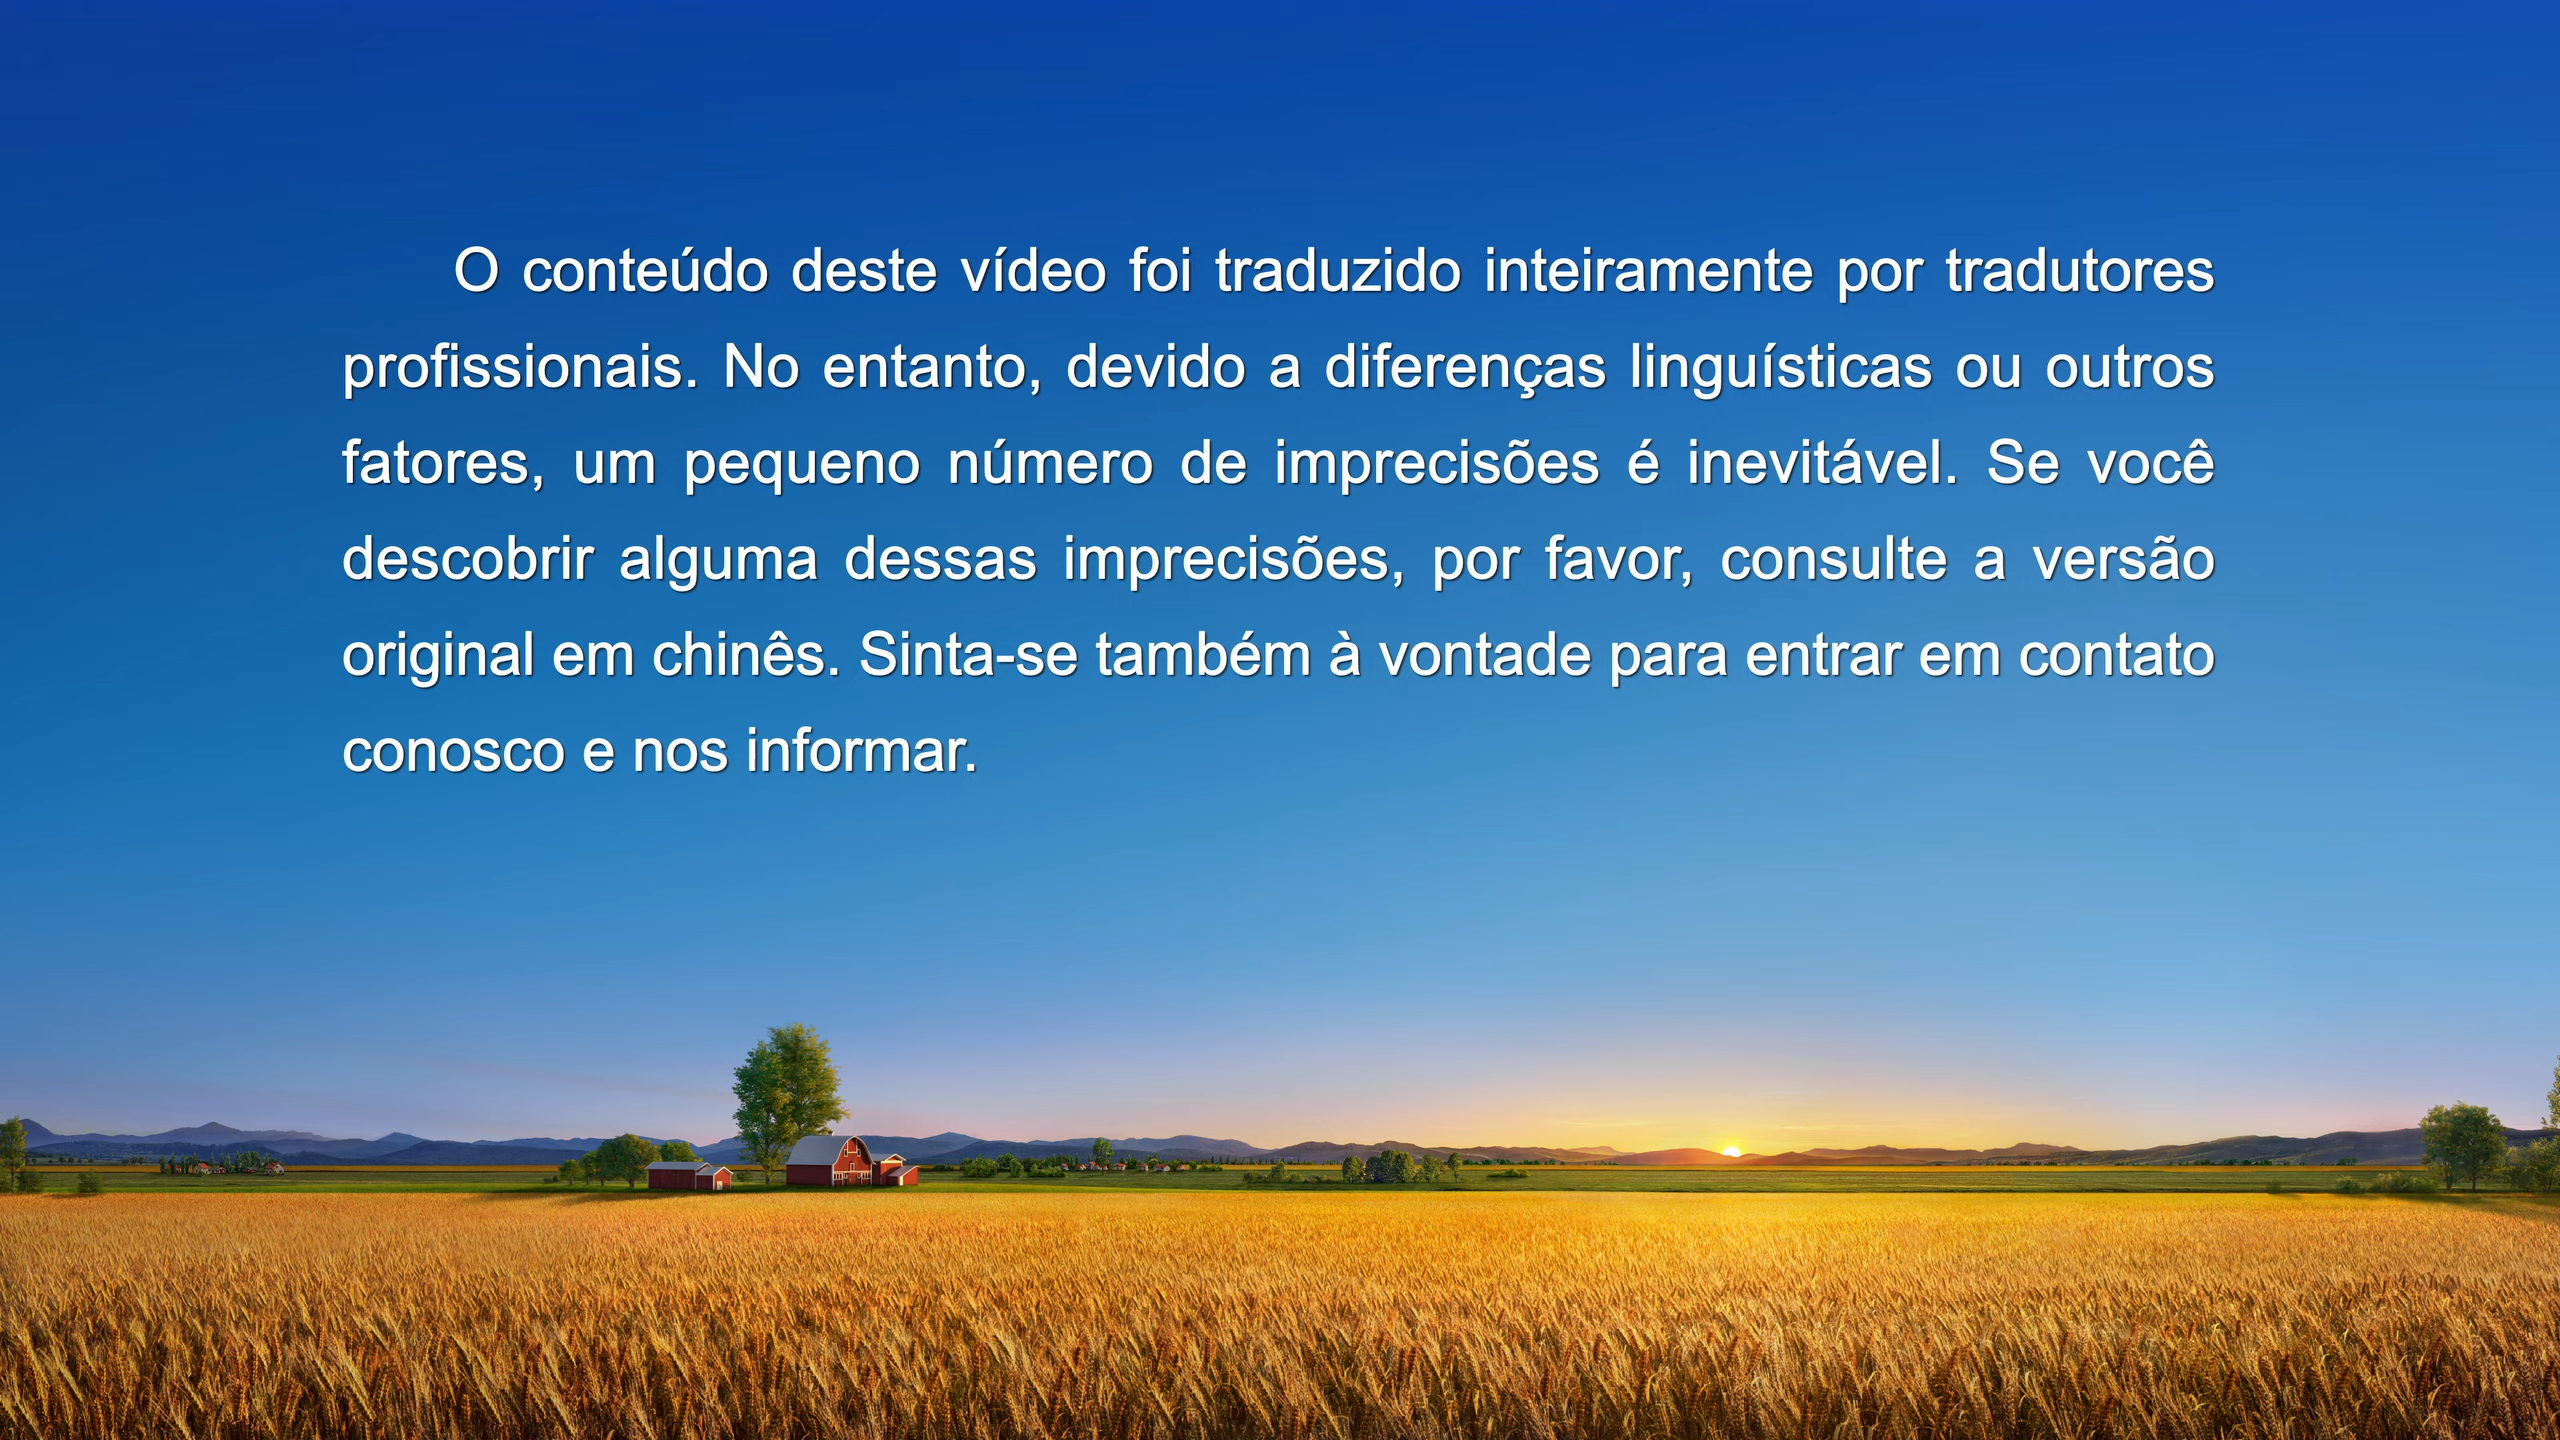 O conteúdo deste vídeo foi traduzido inteiramente por tradutores
profissionais. No entanto, devido a diferenças linguísticas ou outros
fatores, um pequeno número de imprecisões é inevitável. Se você
descobrir alguma dessas imprecisões, por favor, consulte a versão
original em chinês. Sinta-se também à vontade para entrar em contato
conosco e nos informar.